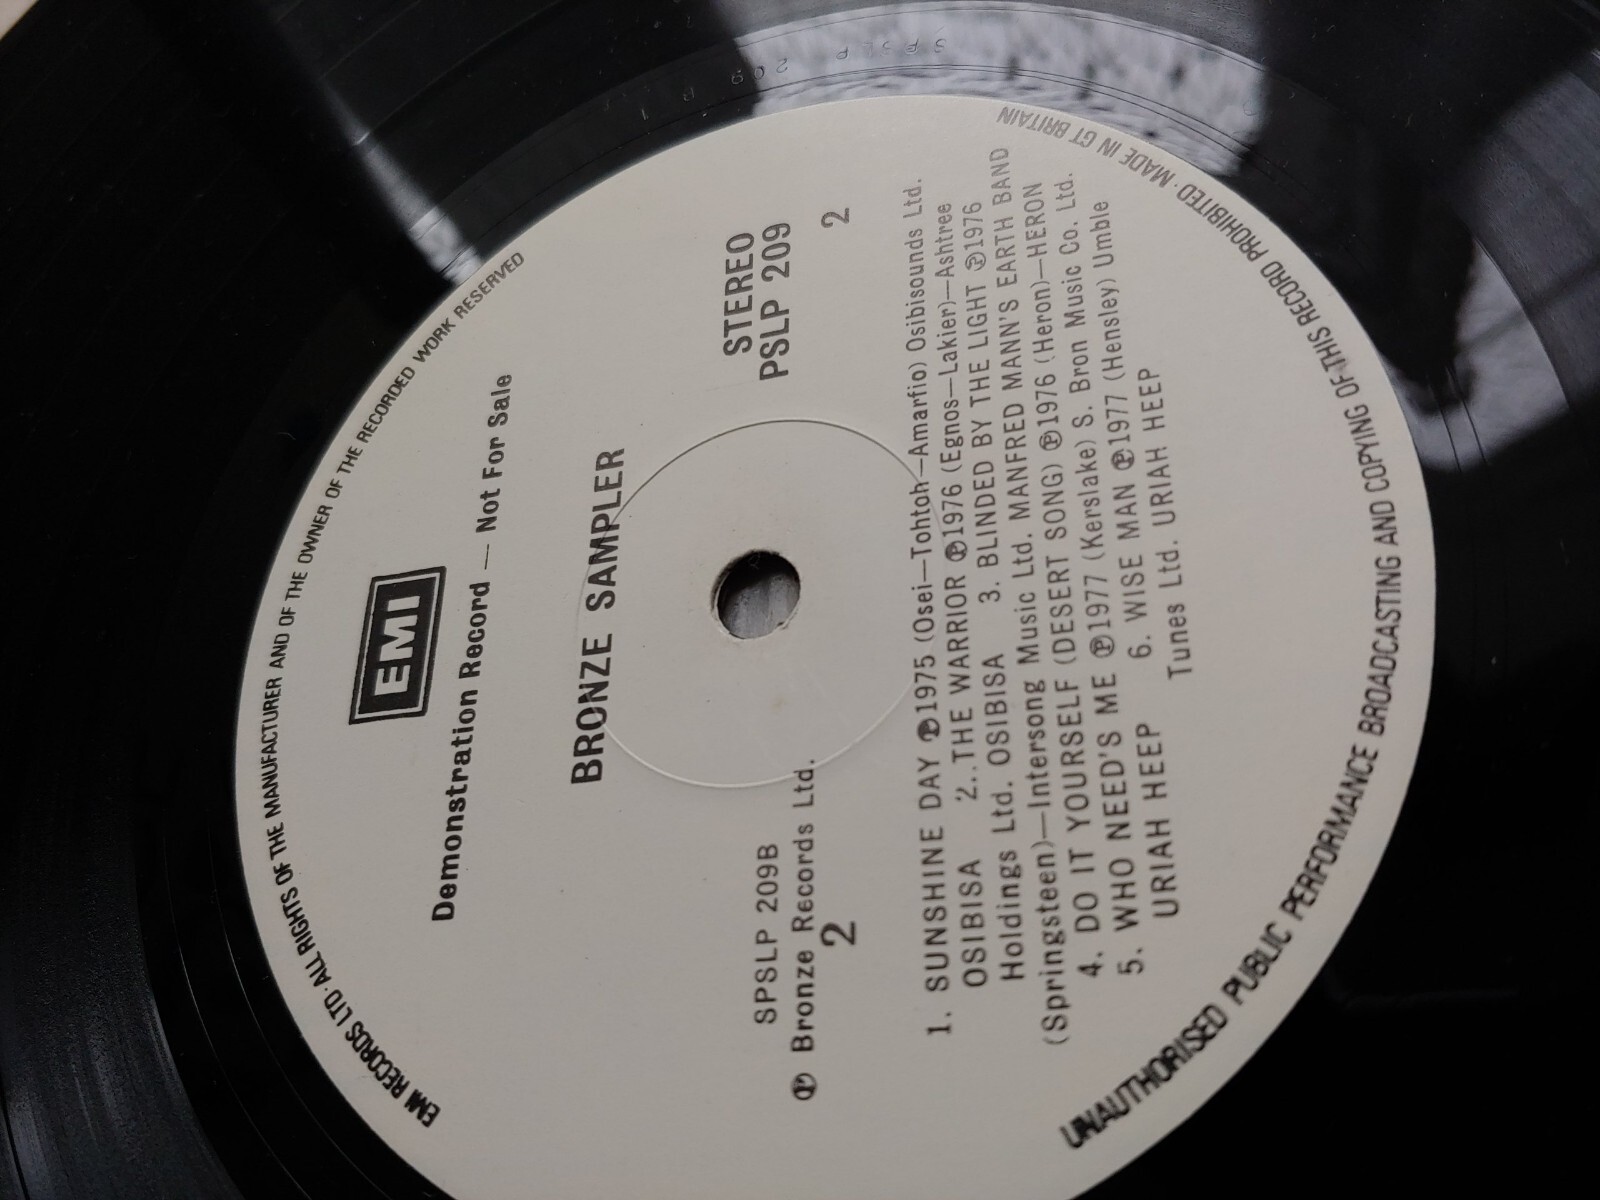 EMI RECORDS LTD·ALL RIGHTS OF THE MANUFACTURER AND OF THE OWNER OF THE RECORDED WORK RESERVED
EMI
Demonstration Record — Not For Sale
BRONZE SAMPLER
STEREO
PSLP 209
2
SPSLP 209B
℗ Bronze Records Ltd.
2
1. SUNSHINE DAY ℗1975 (Osei—Tohtoh—Amarfio) Osibisounds Ltd.
OSIBISA 2..THE WARRIOR ℗1976 (Egnos—Lakier)—Ashtree
Holdings Ltd. OSIBISA 3. BLINDED BY THE LIGHT ℗1976
(Springsteen)—Intersong Music Ltd. MANFRED MANN'S EARTH BAND
4. DO IT YOURSELF (DESERT SONG) ℗1976 (Heron)—HERON
5. WHO NEED'S ME ℗1977 (Kerslake) S. Bron Music Co. Ltd.
URIAH HEEP 6. WISE MAN ℗1977 (Hensley) Umble
Tunes Ltd. URIAH HEEP
UNAUTHORISED PUBLIC PERFORMANCE BROADCASTING AND COPYING OF THIS RECORD PROHIBITED·MADE IN GT BRITAIN
SPSLP 209